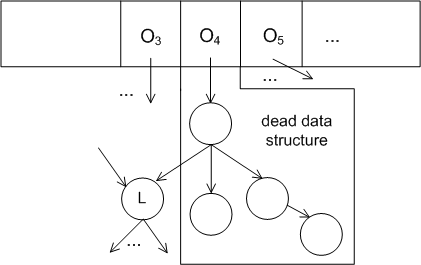 O₃ O₄ O₅ ...
... ...
dead data
structure
L
...